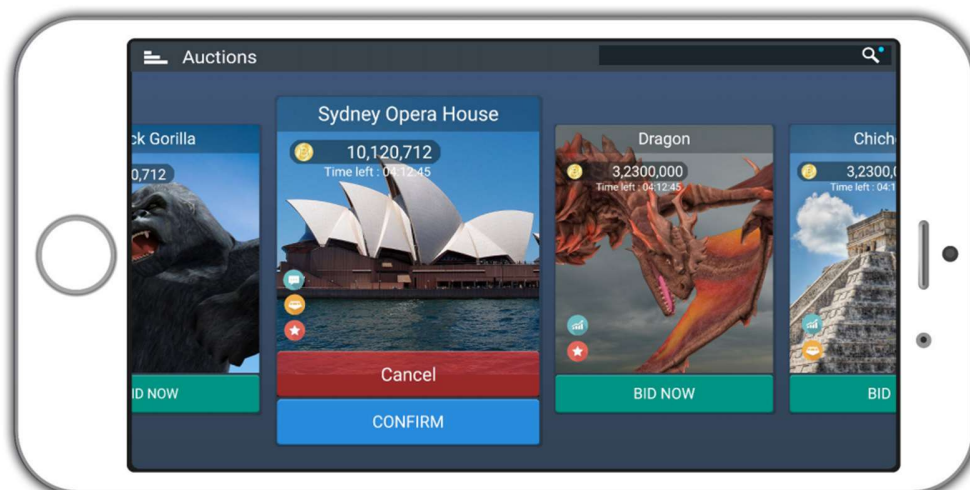 Auctions
ck Gorilla
0,712
ID NOW
Sydney Opera House
10,120,712
Time left : 04:12:45
Cancel
CONFIRM
Dragon
3,2300,000
Time left : 04:12:45
BID NOW
Chich
3,2300,0
Time left : 04:1
BID